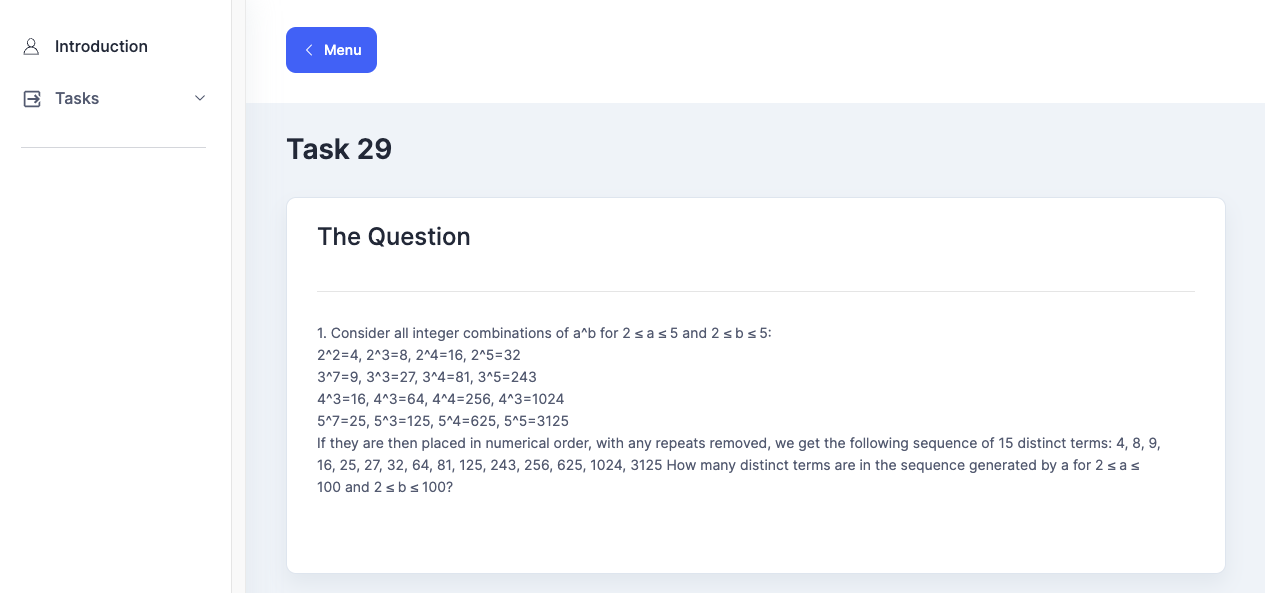 Introduction
Tasks
Menu
Task 29
The Question
1. Consider all integer combinations of a^b for 2 ≤ a ≤ 5 and 2 ≤ b ≤ 5:
2^2=4, 2^3=8, 2^4=16, 2^5=32
3^7=9, 3^3=27, 3^4=81, 3^5=243
4^3=16, 4^3=64, 4^4=256, 4^3=1024
5^7=25, 5^3=125, 5^4=625, 5^5=3125
If they are then placed in numerical order, with any repeats removed, we get the following sequence of 15 distinct terms: 4, 8, 9,
16, 25, 27, 32, 64, 81, 125, 243, 256, 625, 1024, 3125 How many distinct terms are in the sequence generated by a for 2 ≤ a ≤
100 and 2 ≤ b ≤ 100?